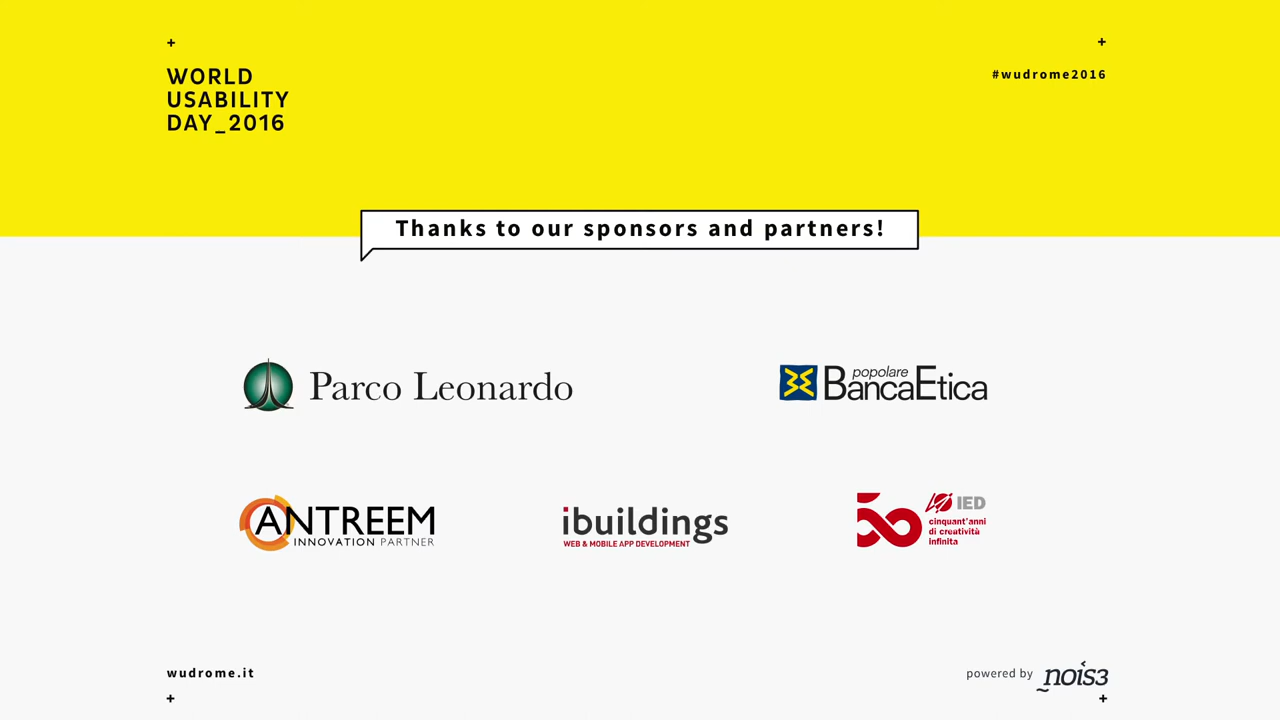 WORLD
USABILITY
DAY_2016
#wudrome2016
Thanks to our sponsors and partners!
Parco Leonardo
popolare
BancaEtica
ANTREEM
INNOVATION PARTNER
ibuildings
WEB & MOBILE APP DEVELOPMENT
50
IED
cinquant'anni
di creatività
infinita
wudrome.it
powered by nois3